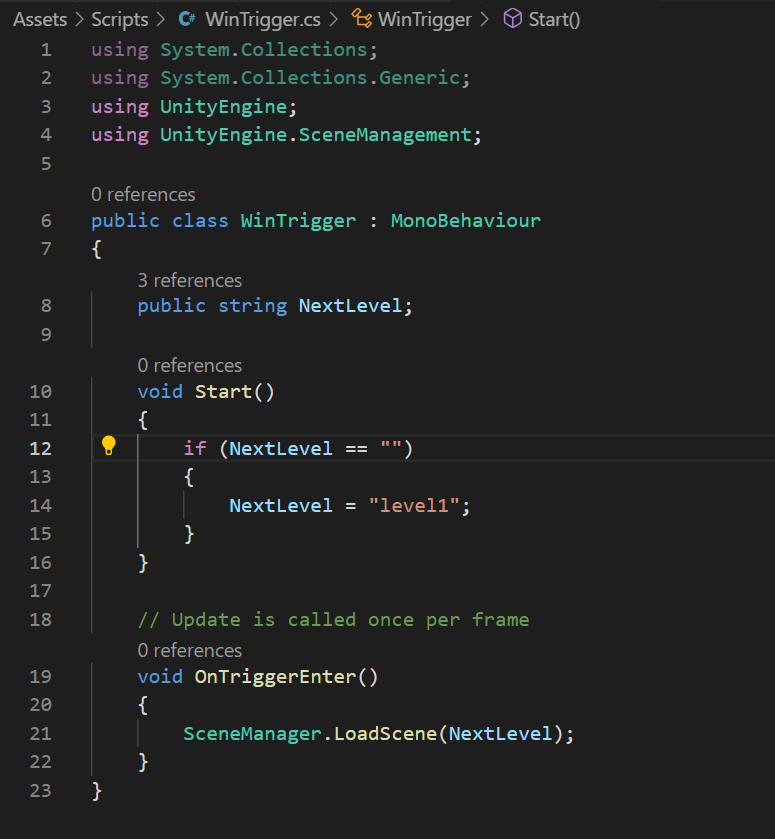 Assets > Scripts > C# WinTrigger.cs > WinTrigger > Start()
1 using System.Collections;
2 using System.Collections.Generic;
3 using UnityEngine;
4 using UnityEngine.SceneManagement;
5
0 references
6 public class WinTrigger : MonoBehaviour
7 {
3 references
8     public string NextLevel;
9
0 references
10     void Start()
11     {
12         if (NextLevel == "")
13         {
14             NextLevel = "level1";
15         }
16     }
17
18     // Update is called once per frame
0 references
19     void OnTriggerEnter()
20     {
21         SceneManager.LoadScene(NextLevel);
22     }
23 }